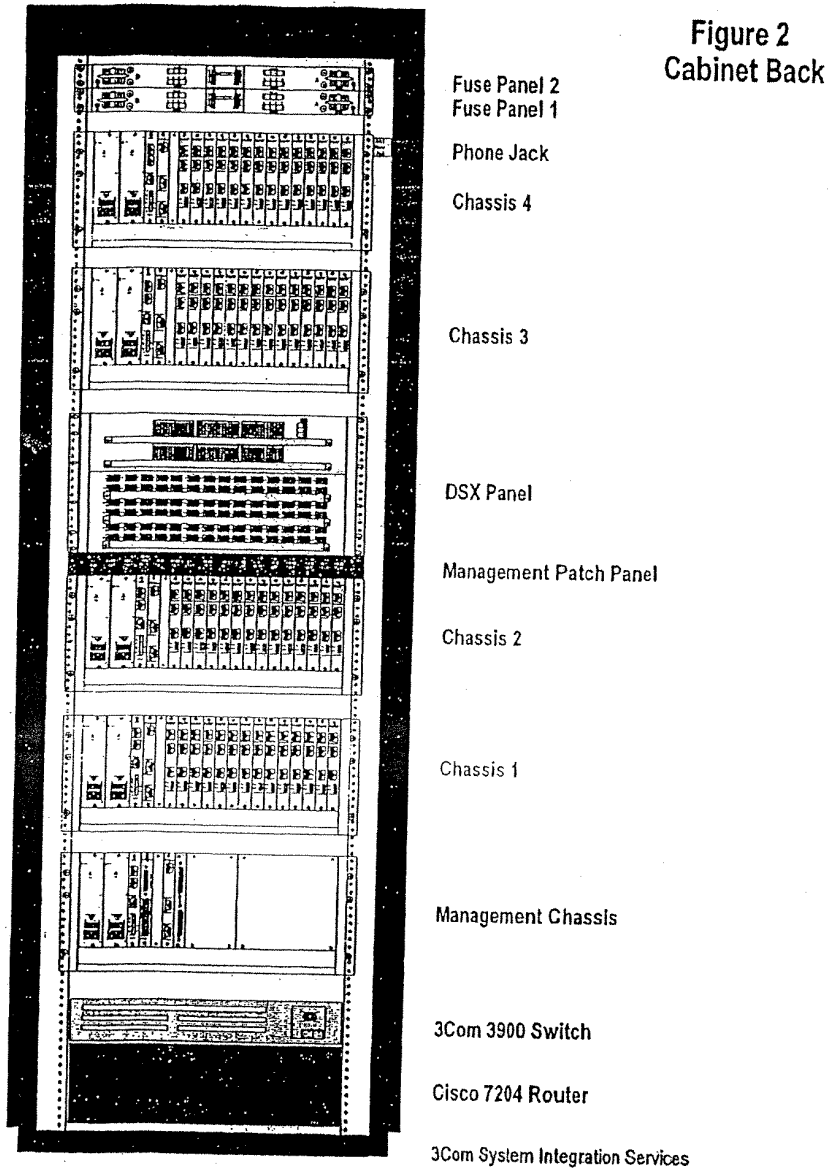 Figure 2
Cabinet Back
Fuse Panel 2
Fuse Panel 1
Phone Jack
Chassis 4
Chassis 3
DSX Panel
Management Patch Panel
Chassis 2
Chassis 1
Management Chassis
3Com 3900 Switch
Cisco 7204 Router
3Com System Integration Services